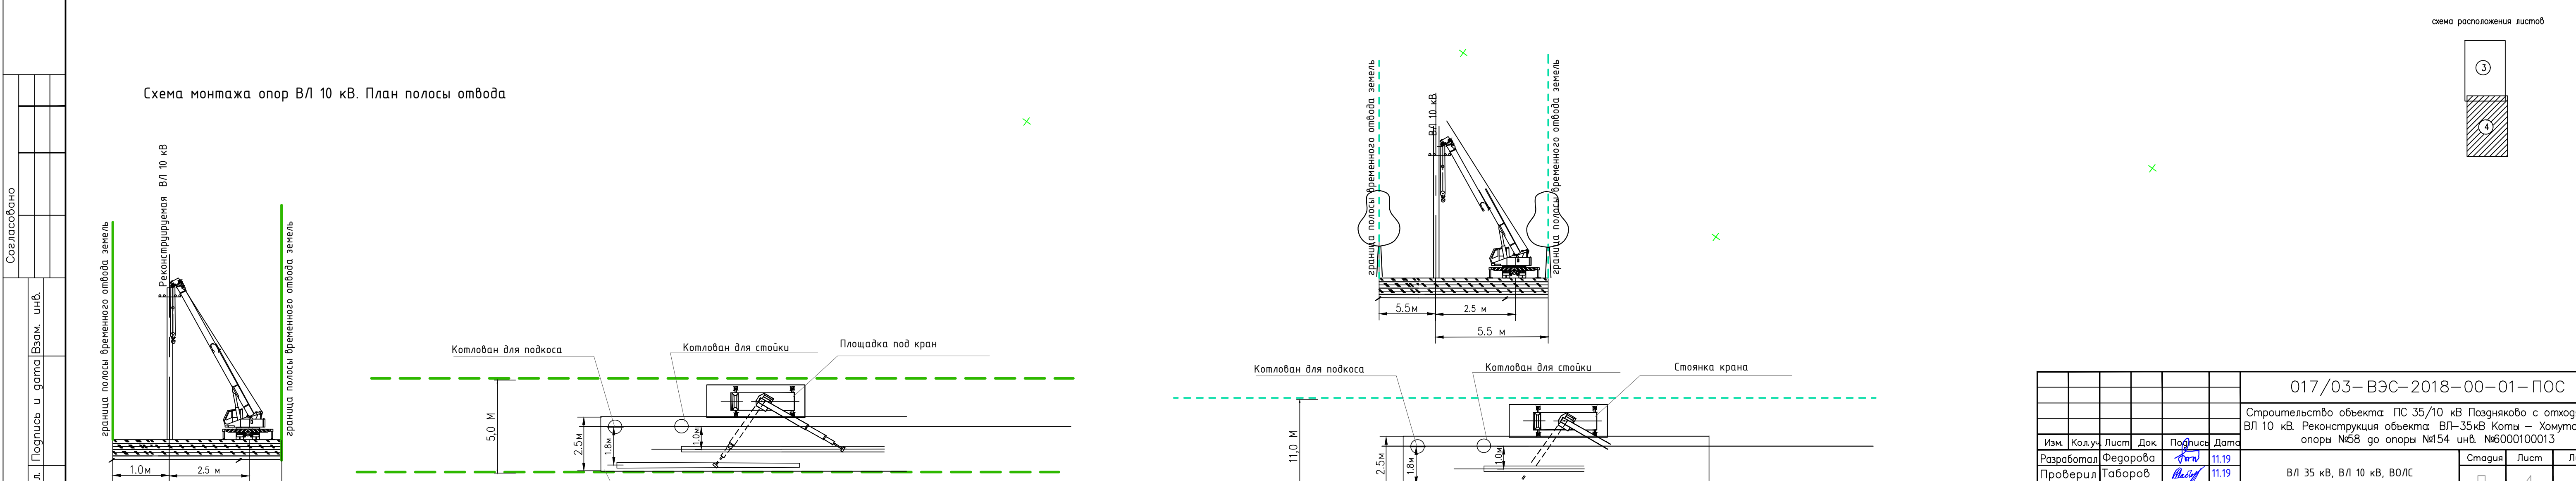 схема расположения листов
3
4
Схема монтажа опор ВЛ 10 кВ. План полосы отвода
Согласовано
Взам. инв.
Подпись и дата
л.
граница полосы временного отвода земель
Реконструируемая ВЛ 10 кВ
граница полосы временного отвода земель
1.0м
2.5 м
Котлован для подкоса
Котлован для стойки
Площадка под кран
5,0 М
2.5м
1.8м
1.0м
граница полосы временного отвода земель
ВЛ 10 кВ
граница полосы временного отвода земель
5.5м
2.5 м
5.5 м
Котлован для подкоса
Котлован для стойки
Стоянка крана
11,0 М
2.5м
1.8м
1.0м
017/03-ВЭС-2018-00-01-ПОС
Строительство объекта: ПС 35/10 кВ Поздняково с отход
ВЛ 10 кВ. Реконструкция объекта: ВЛ-35кВ Коты - Хомуто
опоры №58 до опоры №154 инв. №6000100013
Изм. Кол.уч. Лист Док Подпись Дата
Разработал Федорова 11.19
Проверил Таборов 11.19
ВЛ 35 кВ, ВЛ 10 кВ, ВОЛС
Стадия Лист
П 4